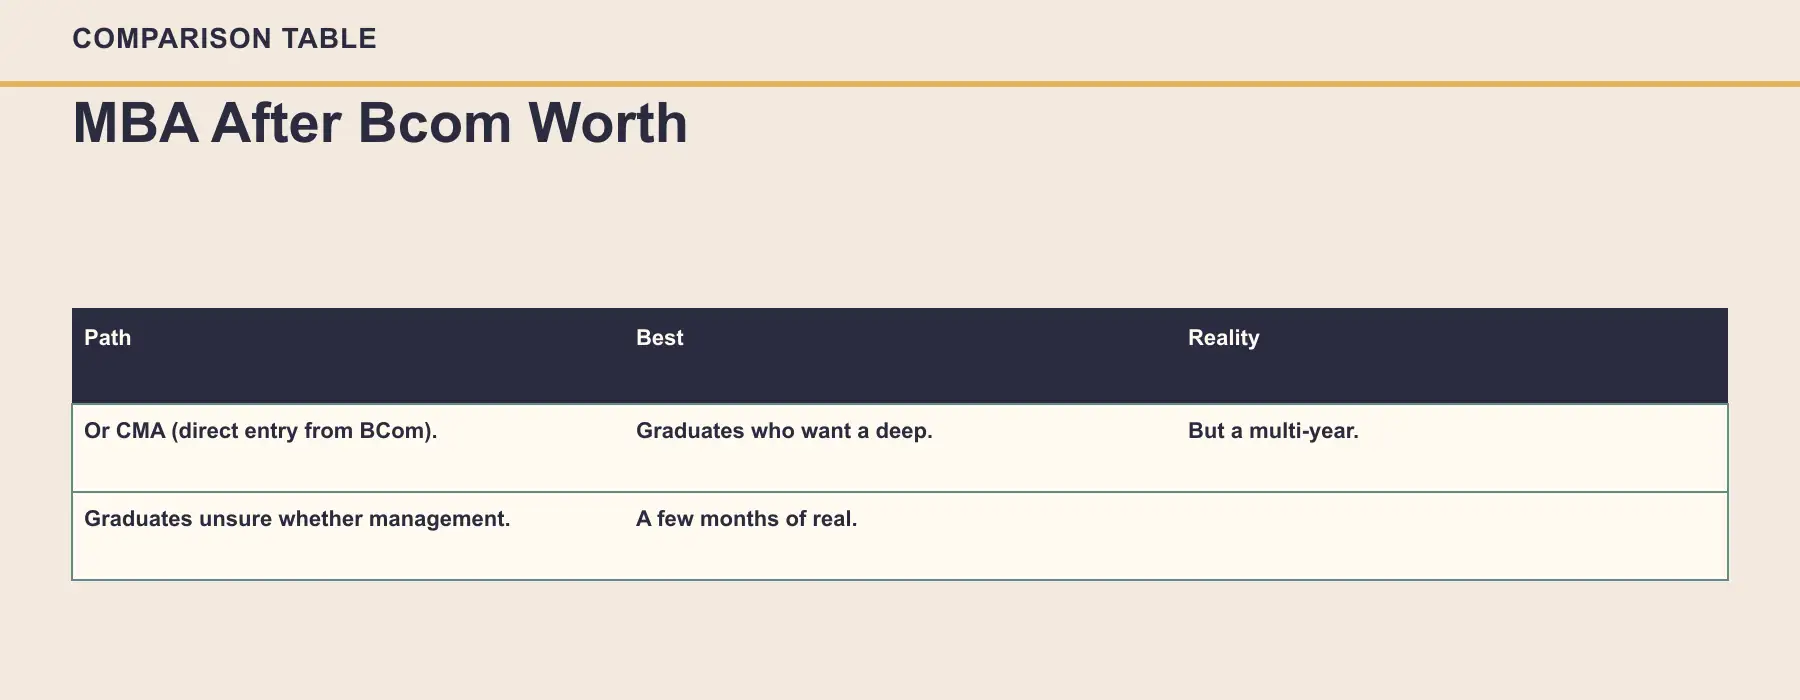 COMPARISON TABLE
MBA After Bcom Worth
Path Best Reality
Or CMA (direct entry from BCom). Graduates who want a deep. But a multi-year.
Graduates unsure whether management. A few months of real.